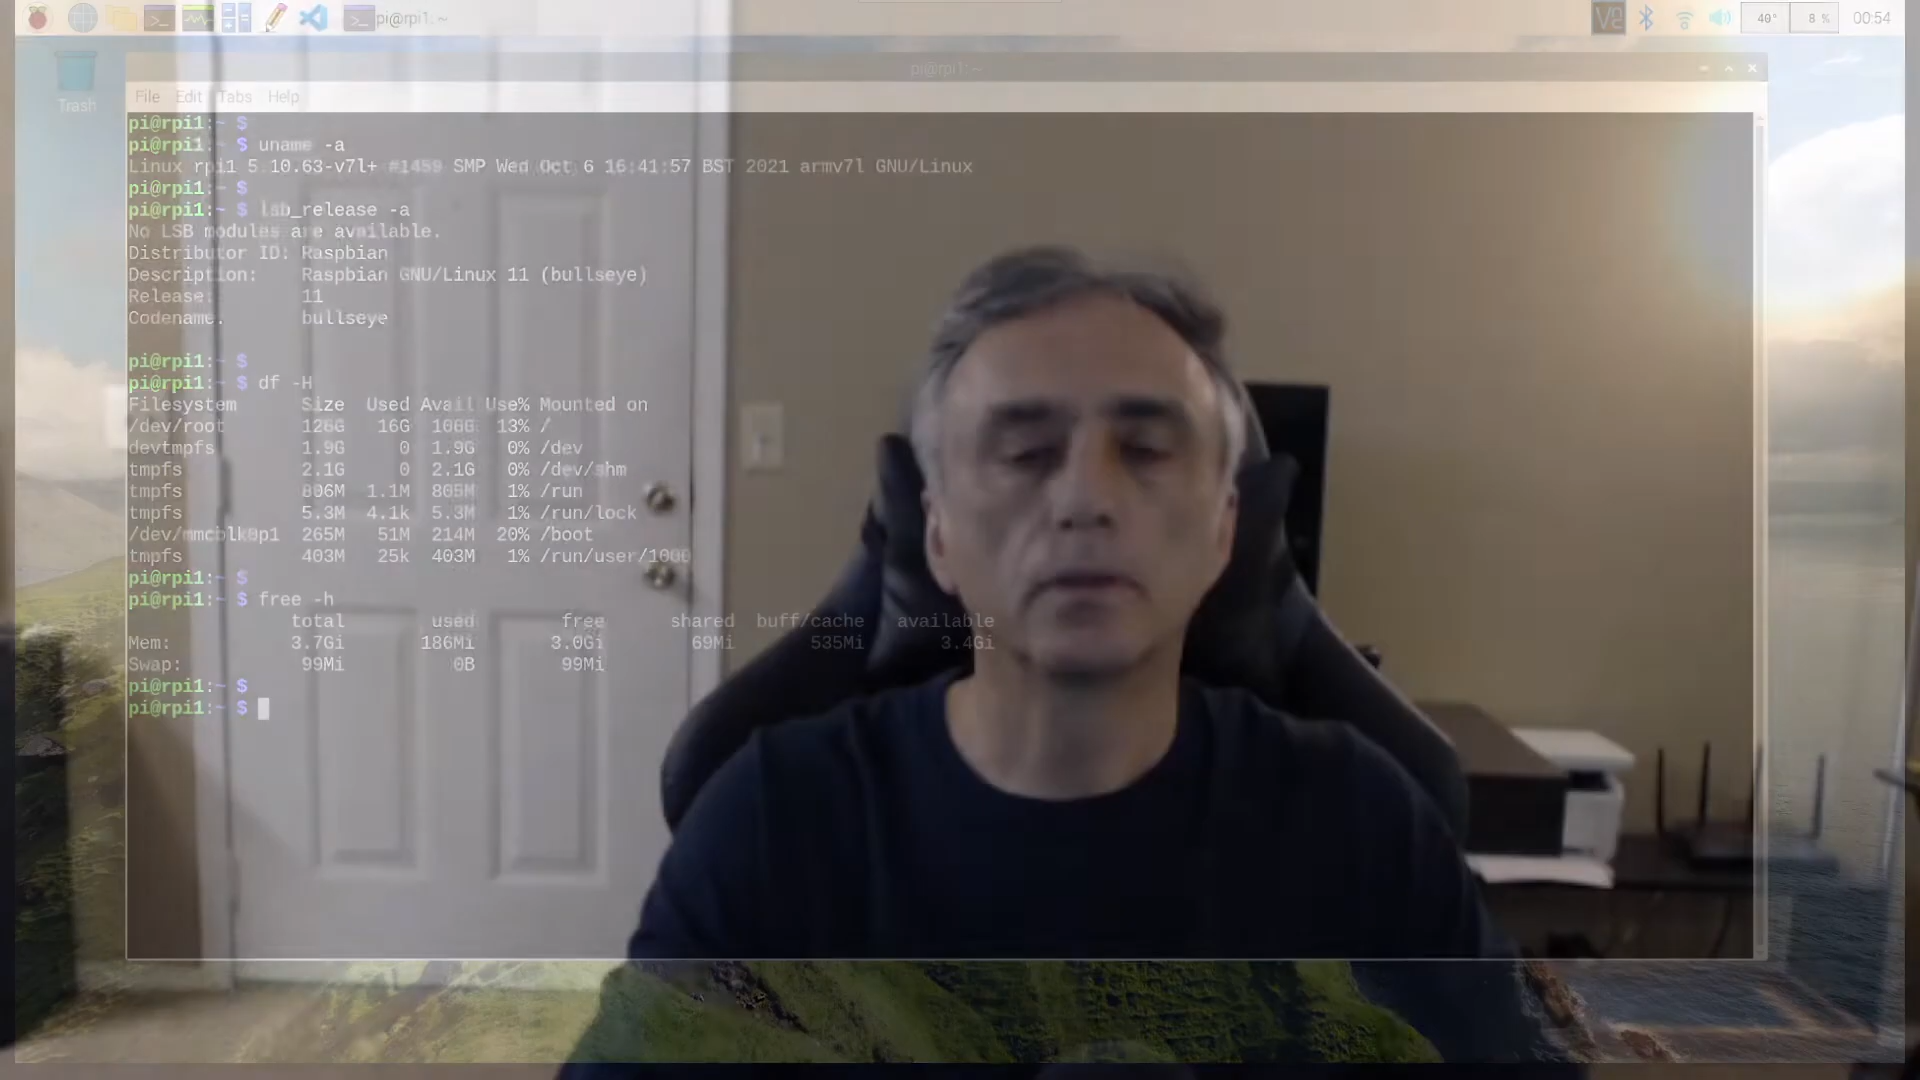 pi@rpi1: ~
40° 8 % 00:54
pi@rpi1: ~
Trash
File Edit Tabs Help
pi@rpi1:~ $
pi@rpi1:~ $ uname -a
Linux rpi1 5.10.63-v7l+ #1459 SMP Wed Oct 6 16:41:57 BST 2021 armv7l GNU/Linux
pi@rpi1:~ $
pi@rpi1:~ $ lsb_release -a
No LSB modules are available.
Distributor ID: Raspbian
Description: Raspbian GNU/Linux 11 (bullseye)
Release: 11
Codename: bullseye
pi@rpi1:~ $
pi@rpi1:~ $ df -H
Filesystem Size Used Avail Use% Mounted on
/dev/root 126G 16G 106G 13% /
devtmpfs 1.9G 0 1.9G 0% /dev
tmpfs 2.1G 0 2.1G 0% /dev/shm
tmpfs 806M 1.1M 805M 1% /run
tmpfs 5.3M 4.1k 5.3M 1% /run/lock
/dev/mmcblk0p1 265M 51M 214M 20% /boot
tmpfs 403M 25k 403M 1% /run/user/1000
pi@rpi1:~ $
pi@rpi1:~ $ free -h
total used free shared buff/cache available
Mem: 3.7Gi 186Mi 3.0Gi 69Mi 535Mi 3.4Gi
Swap: 99Mi 0B 99Mi
pi@rpi1:~ $
pi@rpi1:~ $